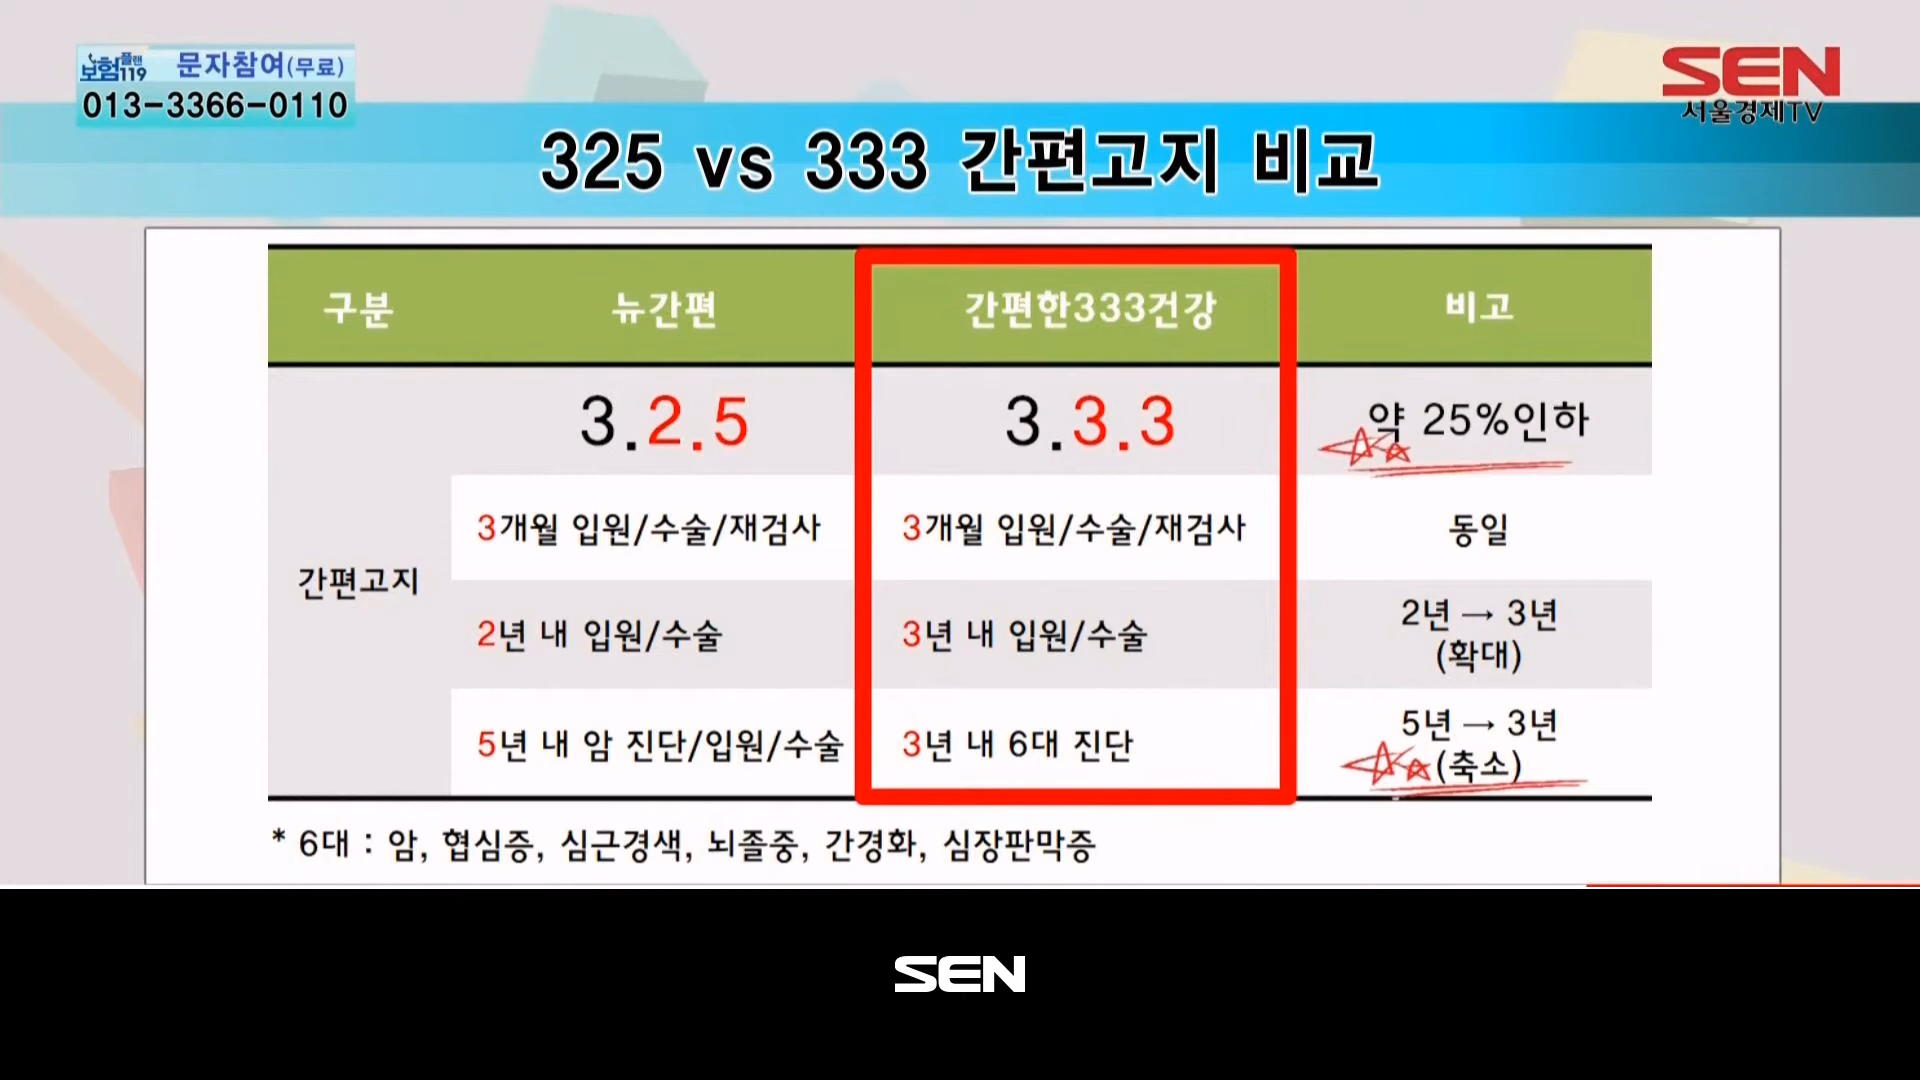 보험플랜119 문자참여(무료)
013-3366-0110
SEN
서울경제TV
325 vs 333 간편고지 비교
구분 뉴간편 간편한333건강 비고
3.2.5 3.3.3 약 25%인하
간편고지
3개월 입원/수술/재검사 3개월 입원/수술/재검사 동일
2년 내 입원/수술 3년 내 입원/수술 2년 → 3년
(확대)
5년 내 암 진단/입원/수술 3년 내 6대 진단 5년 → 3년
(축소)
* 6대 : 암, 협심증, 심근경색, 뇌졸중, 간경화, 심장판막증
SEN